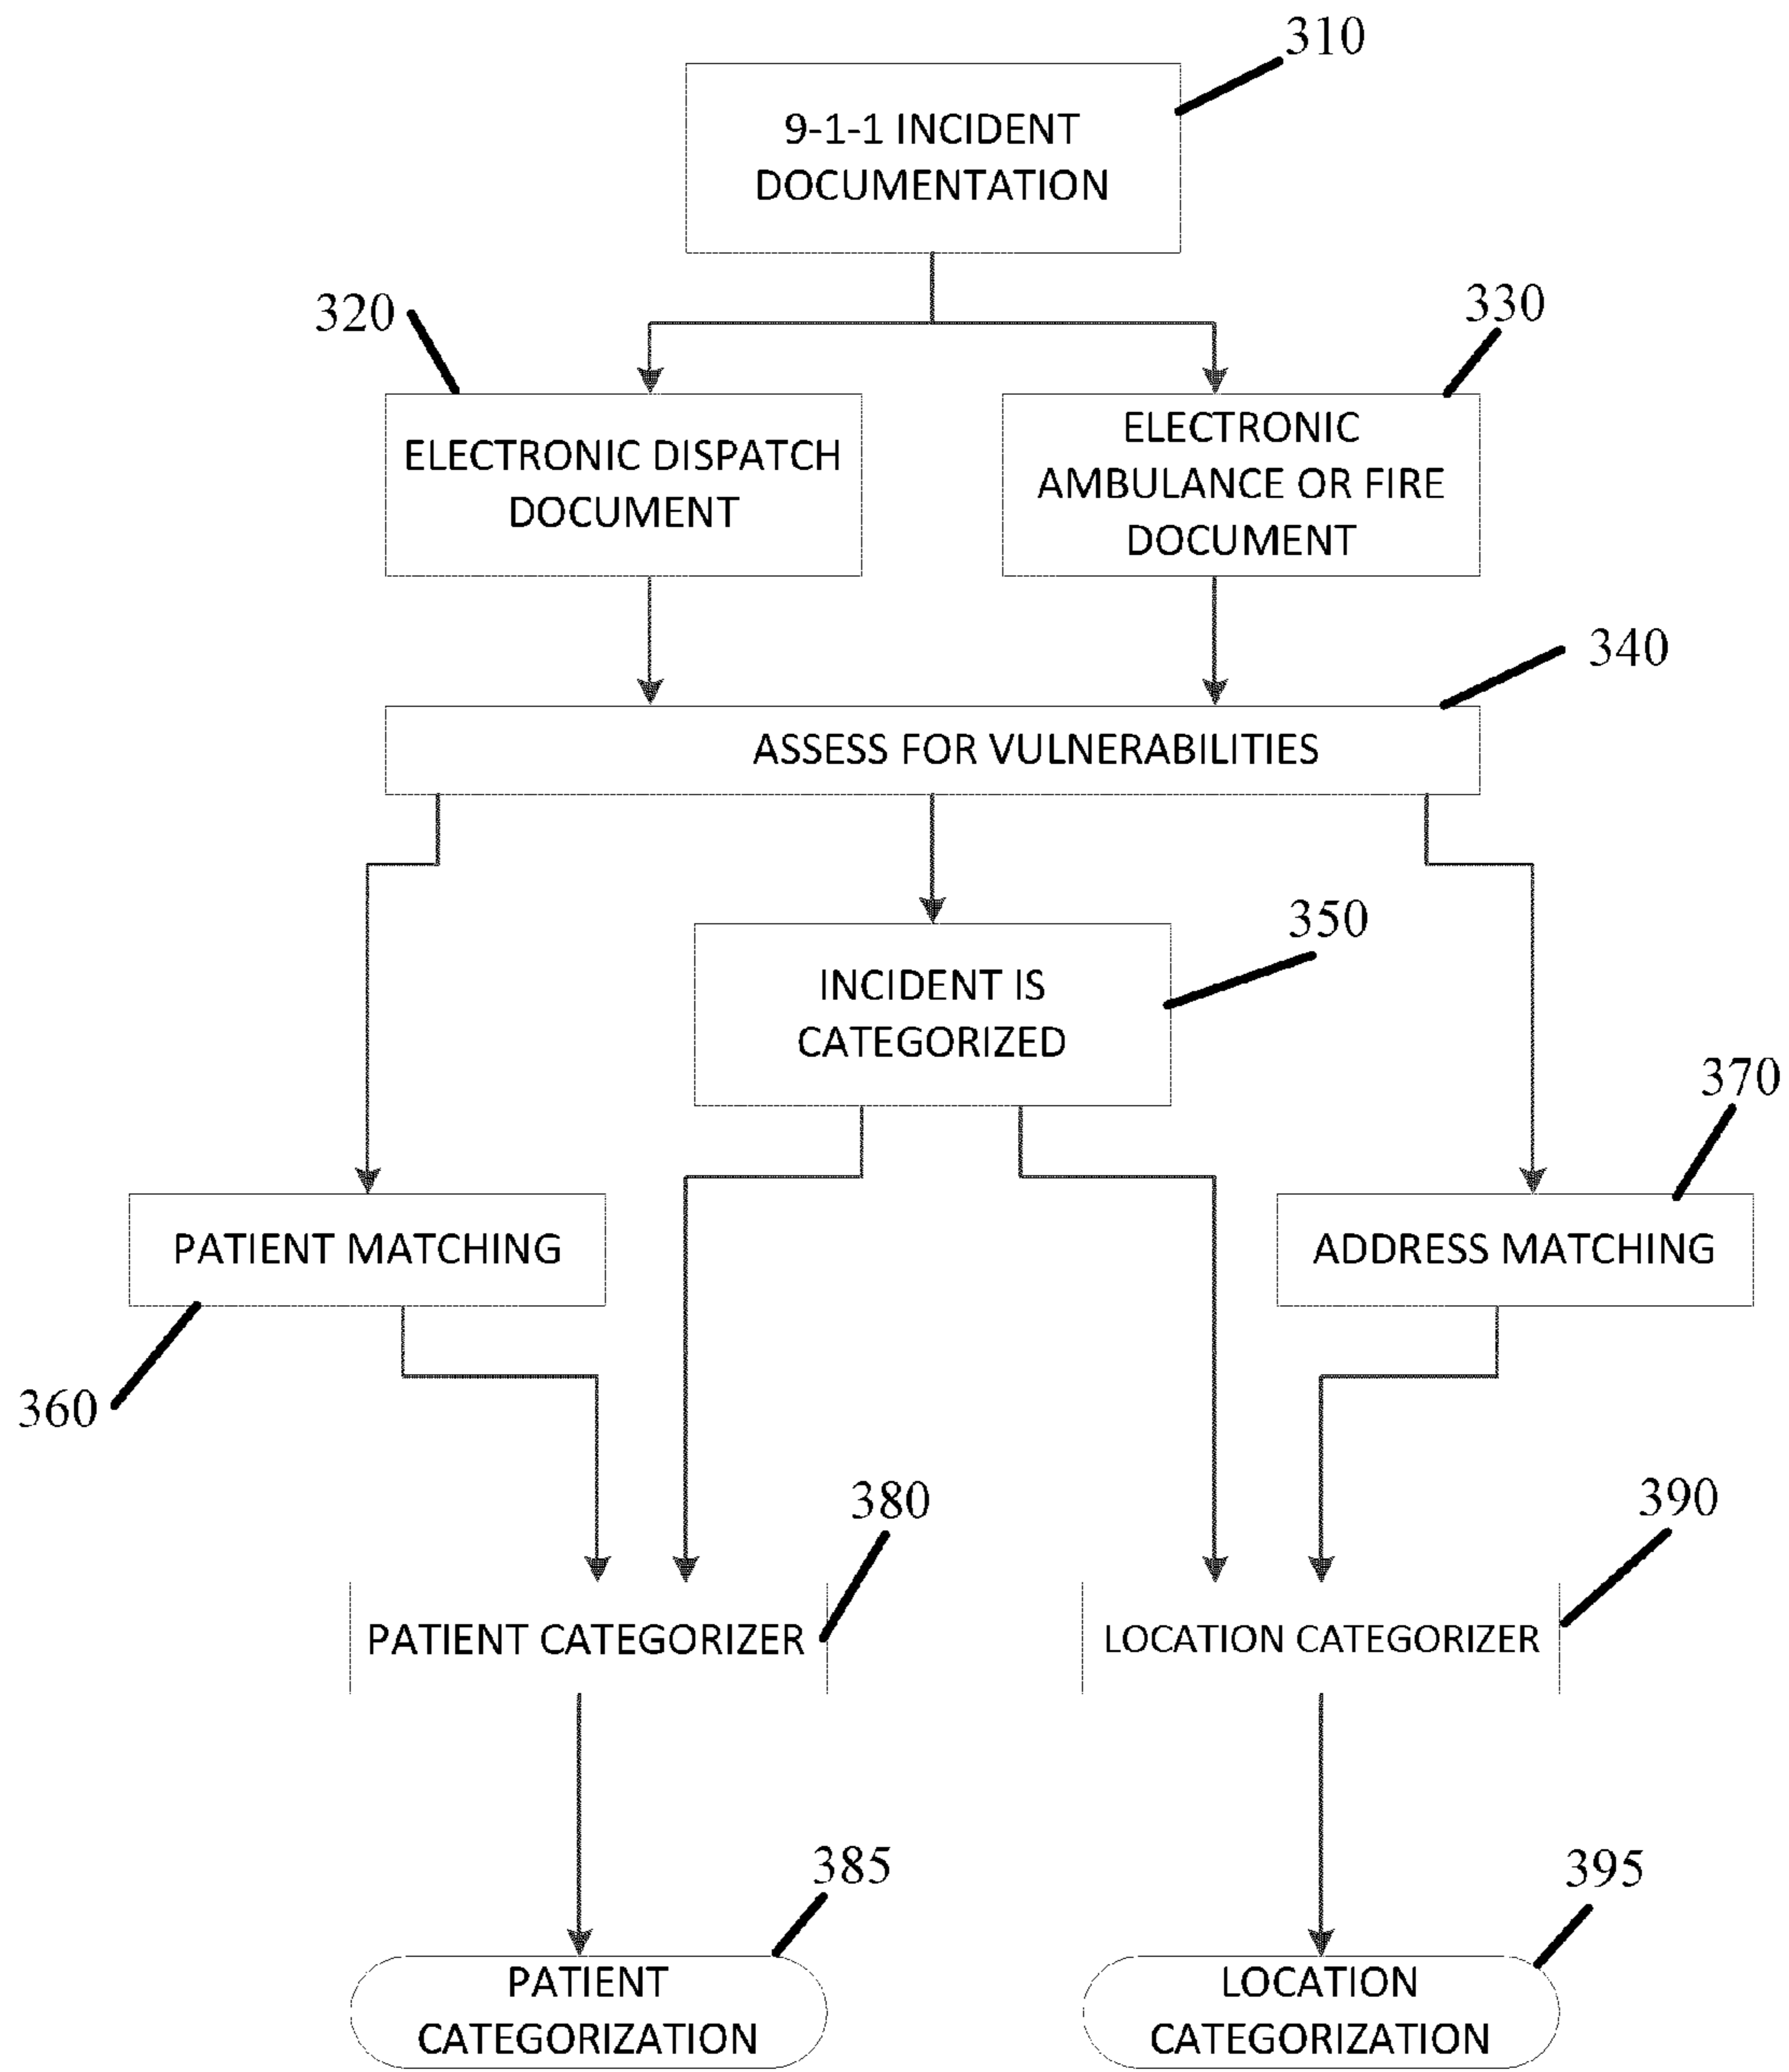 310
9-1-1 INCIDENT
DOCUMENTATION
320
330
ELECTRONIC DISPATCH
DOCUMENT
ELECTRONIC
AMBULANCE OR FIRE
DOCUMENT
340
ASSESS FOR VULNERABILITIES
350
INCIDENT IS
CATEGORIZED
370
PATIENT MATCHING
ADDRESS MATCHING
360
380
390
PATIENT CATEGORIZER
LOCATION CATEGORIZER
385
395
PATIENT
CATEGORIZATION
LOCATION
CATEGORIZATION